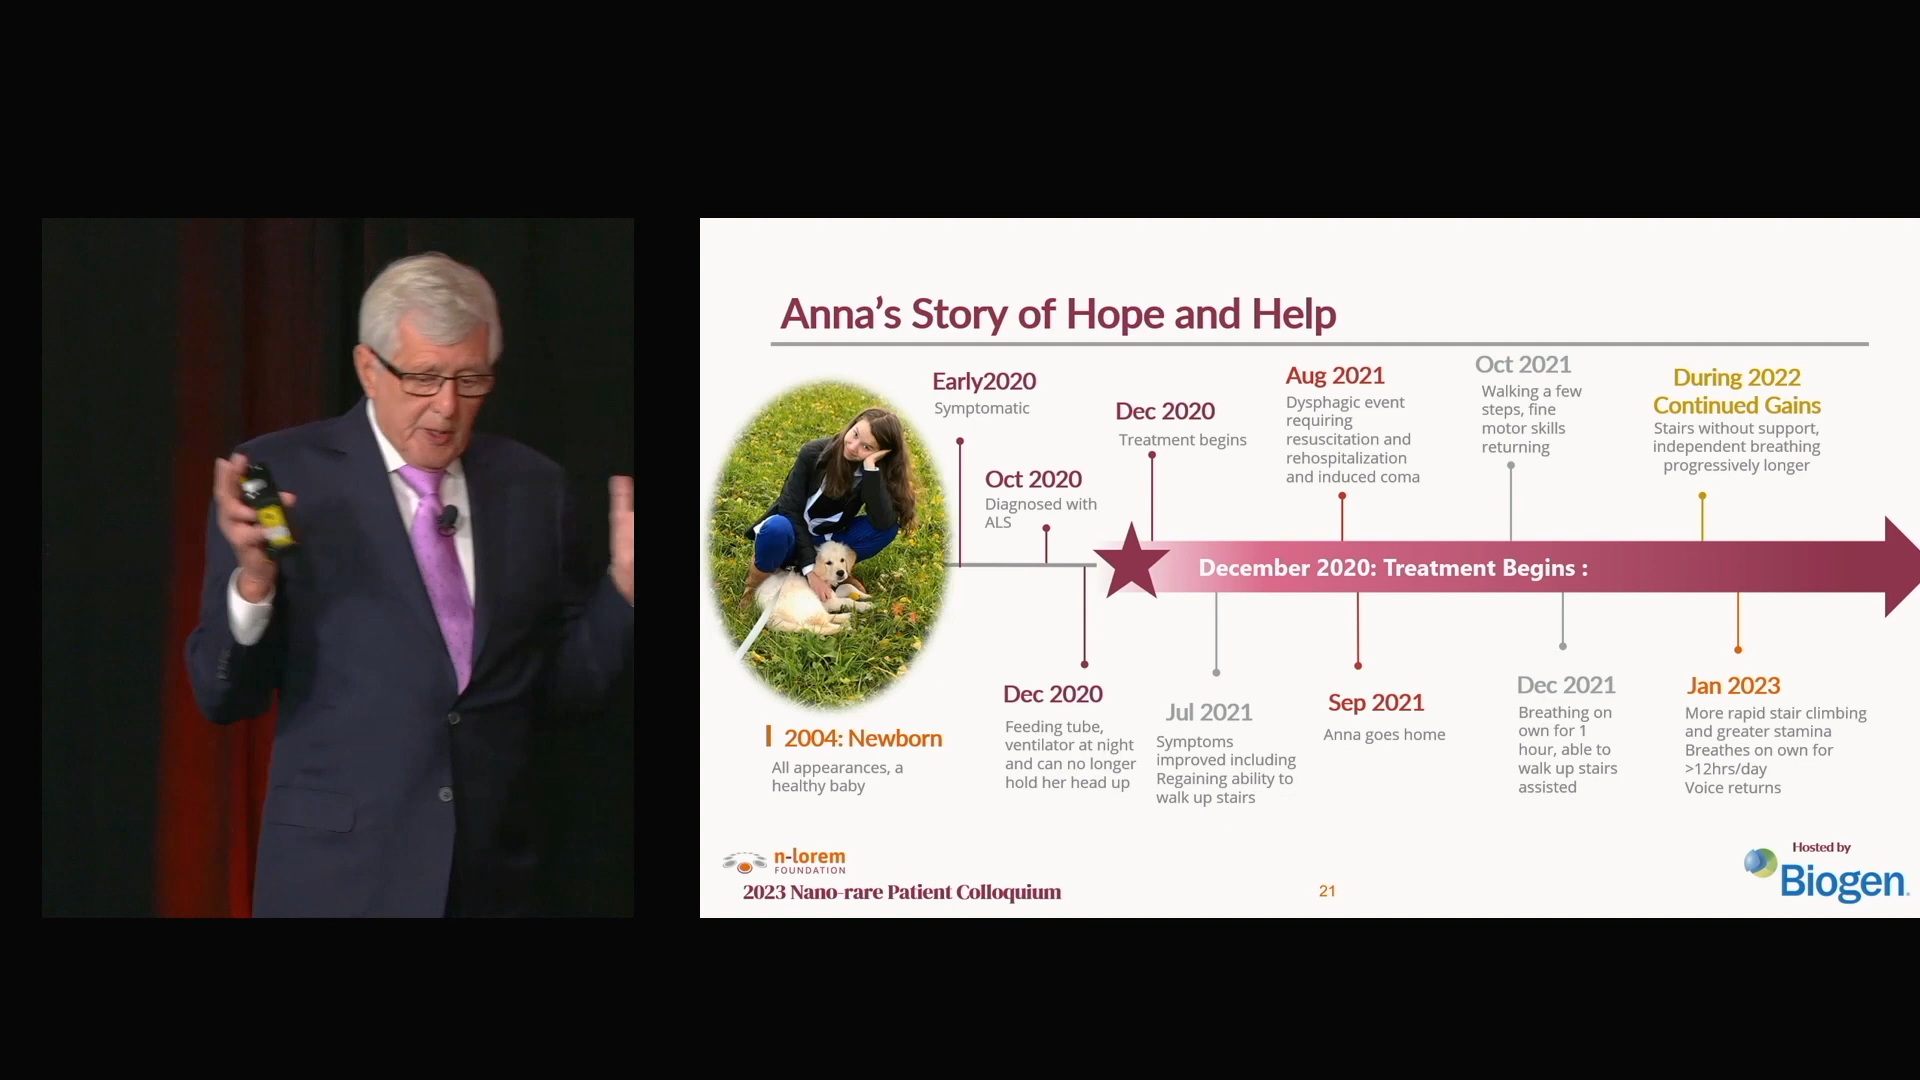 Anna's Story of Hope and Help
Early2020
Symptomatic
Oct 2020
Diagnosed with
ALS
Dec 2020
Treatment begins
Aug 2021
Dysphagic event
requiring
resuscitation and
rehospitalization
and induced coma
Oct 2021
Walking a few
steps, fine
motor skills
returning
During 2022
Continued Gains
Stairs without support,
independent breathing
progressively longer
December 2020: Treatment Begins :
2004: Newborn
All appearances, a
healthy baby
Dec 2020
Feeding tube,
ventilator at night
and can no longer
hold her head up
Jul 2021
Symptoms
improved including
Regaining ability to
walk up stairs
Sep 2021
Anna goes home
Dec 2021
Breathing on
own for 1
hour, able to
walk up stairs
assisted
Jan 2023
More rapid stair climbing
and greater stamina
Breathes on own for
>12hrs/day
Voice returns
n-lorem
FOUNDATION
2023 Nano-rare Patient Colloquium
21
Hosted by
Biogen.